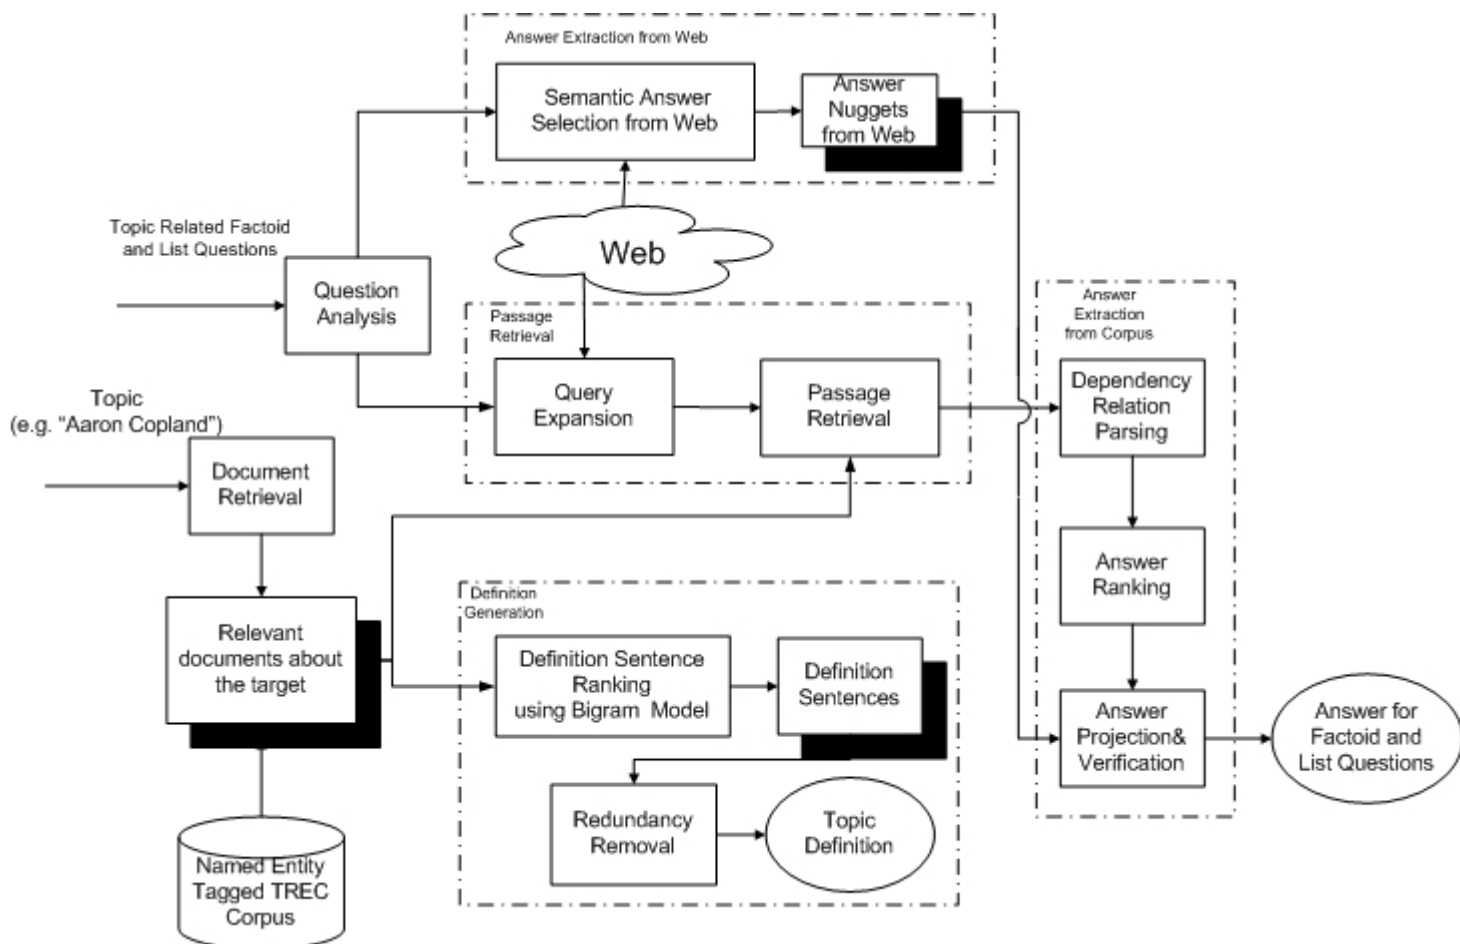 Answer Extraction from Web
Semantic Answer
Selection from Web
Answer
Nuggets
from Web
Topic Related Factoid
and List Questions
Web
Question
Analysis
Passage
Retrieval
Query
Expansion
Passage
Retrieval
Answer
Extraction
from Corpus
Dependency
Relation
Parsing
Topic
(e.g. “Aaron Copland”)
Document
Retrieval
Answer
Ranking
Relevant
documents about
the target
Definition
Generation
Definition Sentence
Ranking
using Bigram Model
Definition
Sentences
Answer
Projection&
Verification
Answer for
Factoid and
List Questions
Redundancy
Removal
Topic
Definition
Named Entity
Tagged TREC
Corpus